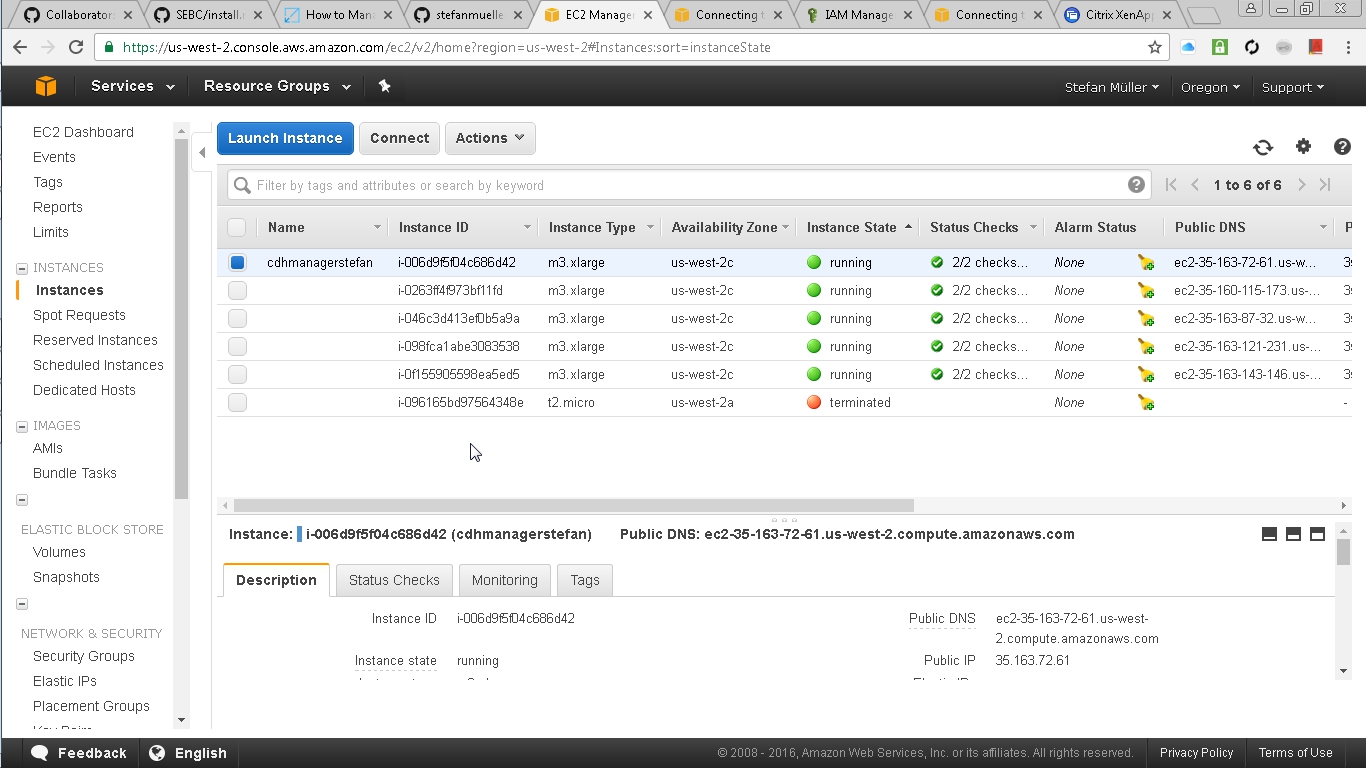 Collaborators
SEBC/install.
How to Man
stefanmuelle
EC2 Manage
Connecting t
IAM Manage
Connecting t
Citrix XenAp
https://us-west-2.console.aws.amazon.com/ec2/v2/home?region=us-west-2#Instances:sort=instanceState
Services
Resource Groups
Stefan Müller
Oregon
Support
EC2 Dashboard
Events
Tags
Reports
Limits
INSTANCES
Instances
Spot Requests
Reserved Instances
Scheduled Instances
Dedicated Hosts
IMAGES
AMIs
Bundle Tasks
ELASTIC BLOCK STORE
Volumes
Snapshots
NETWORK & SECURITY
Security Groups
Elastic IPs
Placement Groups
Key Pairs
Launch Instance
Connect
Actions
Filter by tags and attributes or search by keyword
1 to 6 of 6
Name Instance ID Instance Type Availability Zone Instance State Status Checks Alarm Status Public DNS
cdhmanagerstefan i-006d9f5f04c686d42 m3.xlarge us-west-2c running 2/2 checks... None ec2-35-163-72-61.us-w...
i-0263ff4f973bf11fd m3.xlarge us-west-2c running 2/2 checks... None ec2-35-160-115-173.us-...
i-046c3d413ef0b5a9a m3.xlarge us-west-2c running 2/2 checks... None ec2-35-163-87-32.us-w...
i-098fca1abe3083538 m3.xlarge us-west-2c running 2/2 checks... None ec2-35-163-121-231.us-...
i-0f155905598ea5ed5 m3.xlarge us-west-2c running 2/2 checks... None ec2-35-163-143-146.us-...
i-096165bd97564348e t2.micro us-west-2a terminated None -
Instance: i-006d9f5f04c686d42 (cdhmanagerstefan) Public DNS: ec2-35-163-72-61.us-west-2.compute.amazonaws.com
Description
Status Checks
Monitoring
Tags
Instance ID i-006d9f5f04c686d42
Public DNS ec2-35-163-72-61.us-west-
2.compute.amazonaws.com
Instance state running
Public IP 35.163.72.61
Feedback
English
© 2008 - 2016, Amazon Web Services, Inc. or its affiliates. All rights reserved.
Privacy Policy
Terms of Use